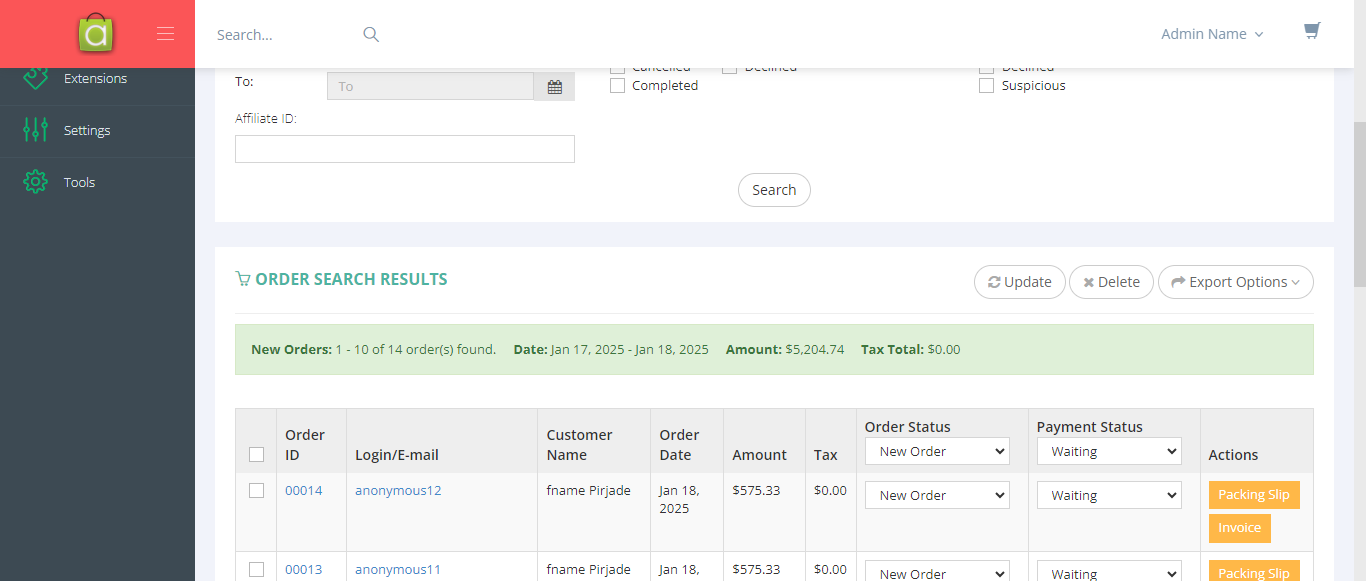 Search...
Admin Name
Extensions
Settings
Tools
Cancelled
Declined
Declined
To:
To
Completed
Suspicious
Affiliate ID:
Search
ORDER SEARCH RESULTS
Update
Delete
Export Options
New Orders: 1 - 10 of 14 order(s) found. Date: Jan 17, 2025 - Jan 18, 2025 Amount: $5,204.74 Tax Total: $0.00
Order ID
Login/E-mail
Customer Name
Order Date
Amount
Tax
Order Status
New Order
Payment Status
Waiting
Actions
00014
anonymous12
fname Pirjade
Jan 18, 2025
$575.33
$0.00
New Order
Waiting
Packing Slip
Invoice
00013
anonymous11
fname Pirjade
Jan 18,
$575.33
$0.00
New Order
Waiting
Packing Slip